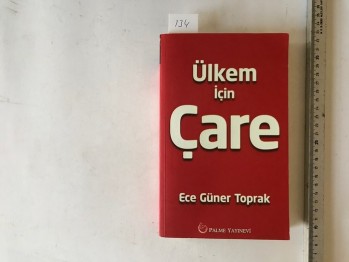 134
Ülkem
İçin
Çare
Ece Güner Toprak
PALME YAYINEVİ